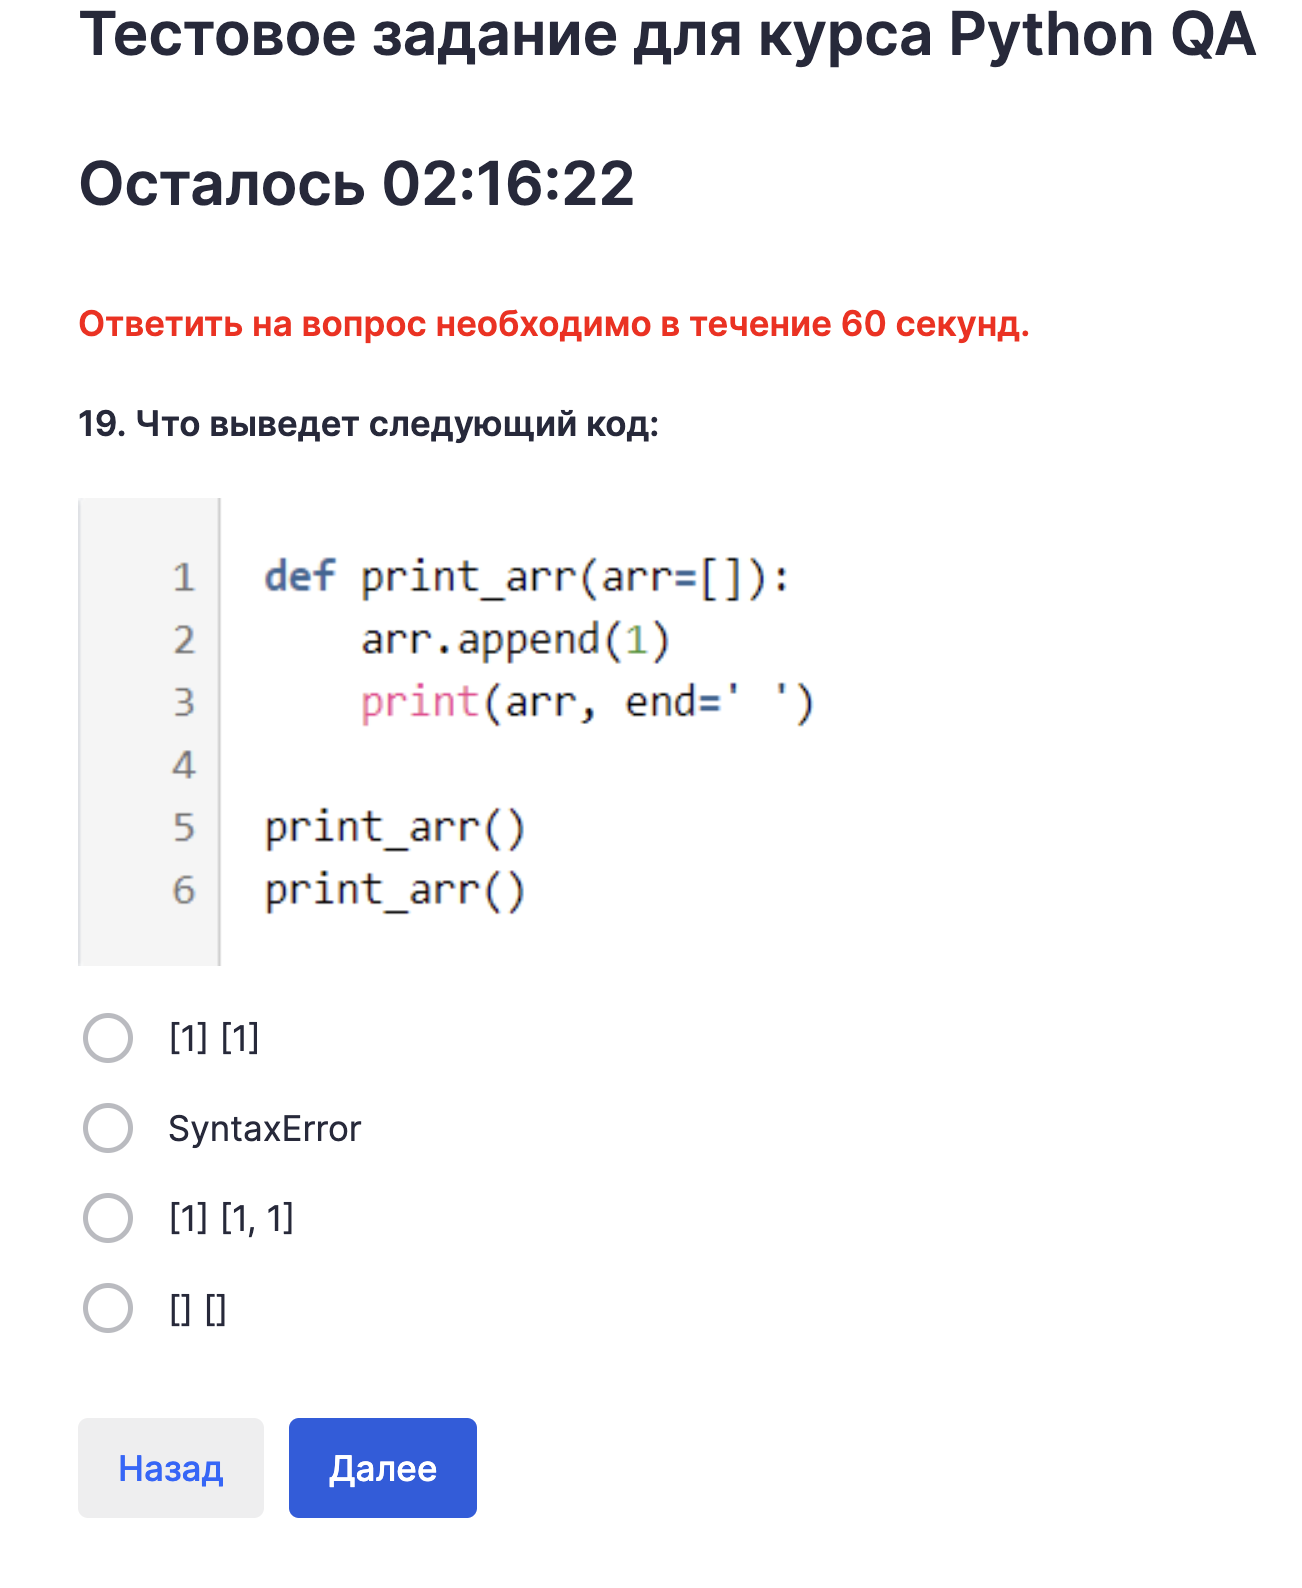 Тестовое задание для курса Python QA
Осталось 02:16:22
Ответить на вопрос необходимо в течение 60 секунд.
19. Что выведет следующий код:
1 def print_arr(arr=[]):
2     arr.append(1)
3     print(arr, end=' ')
4
5 print_arr()
6 print_arr()
[1] [1]
SyntaxError
[1] [1, 1]
[] []
Назад Далее